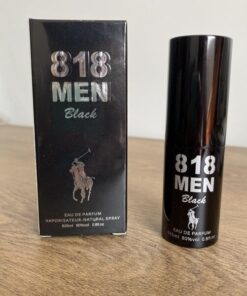 818
MEN
Black
EAU DE PARFUM
VAPORISATEUR-NATURAL SPRAY
818
MEN
Black
EAU DE PARFUM